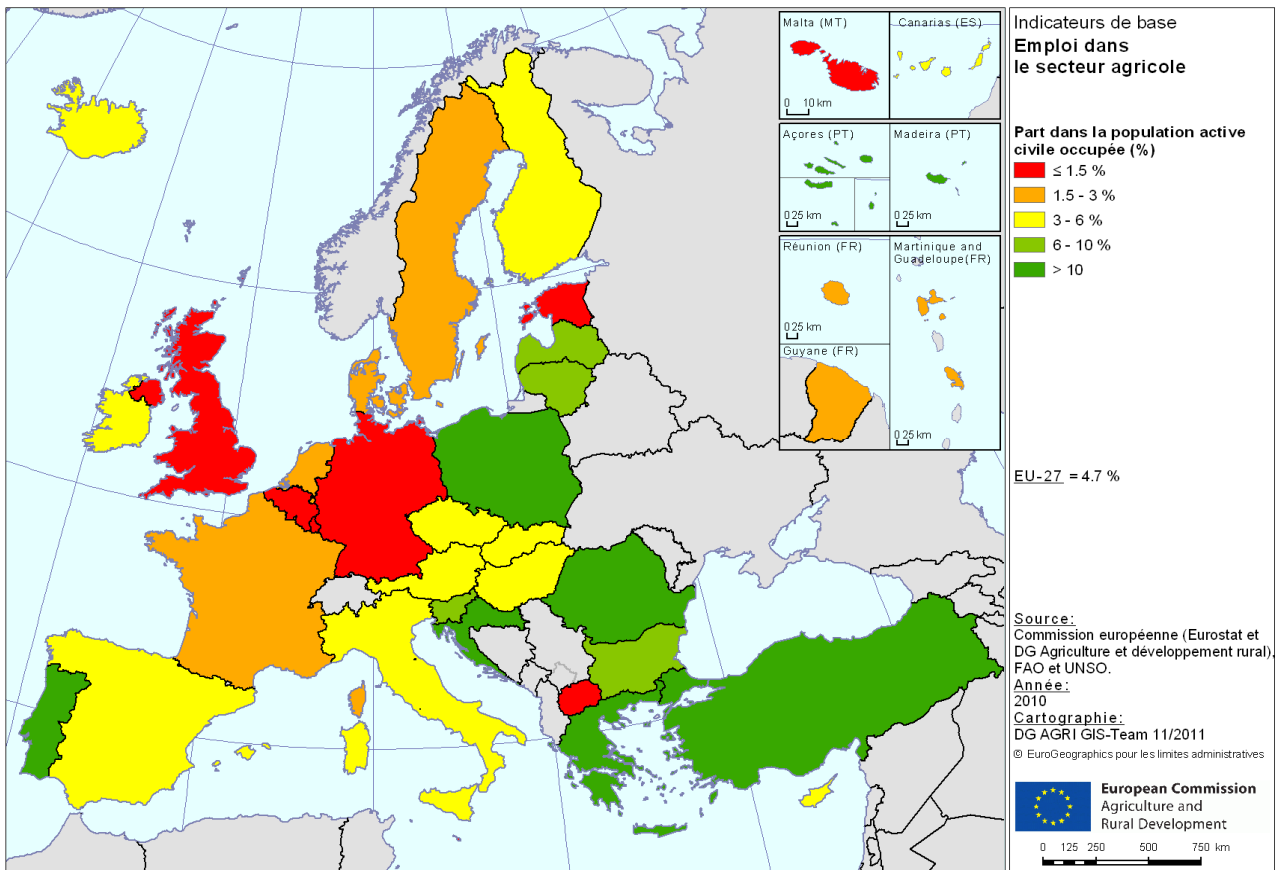 Malta (MT)
0 10 km
Canarias (ES)
Açores (PT)
0 25 km
Madeira (PT)
0 25 km
Réunion (FR)
0 25 km
Martinique and
Guadeloupe(FR)
0 25 km
Guyane (FR)
0 25 km
Indicateurs de base
Emploi dans
le secteur agricole
Part dans la population active
civile occupée (%)
≤ 1.5 %
1.5 - 3 %
3 - 6 %
6 - 10 %
> 10
EU-27 = 4.7 %
Source:
Commission européenne (Eurostat et
DG Agriculture et développement rural),
FAO et UNSO.
Année:
2010
Cartographie:
DG AGRI GIS-Team 11/2011
© EuroGeographics pour les limites administratives
European Commission
Agriculture and
Rural Development
0 125 250 500 750 km